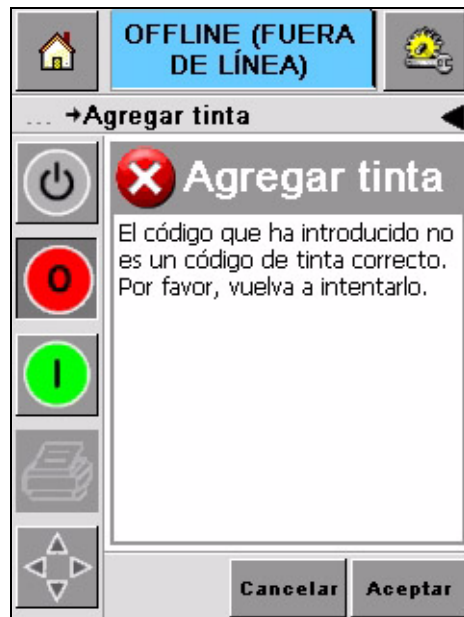 OFFLINE (FUERA
DE LÍNEA)
... →Agregar tinta
Agregar tinta
El código que ha introducido no
es un código de tinta correcto.
Por favor, vuelva a intentarlo.
O
I
Cancelar Aceptar